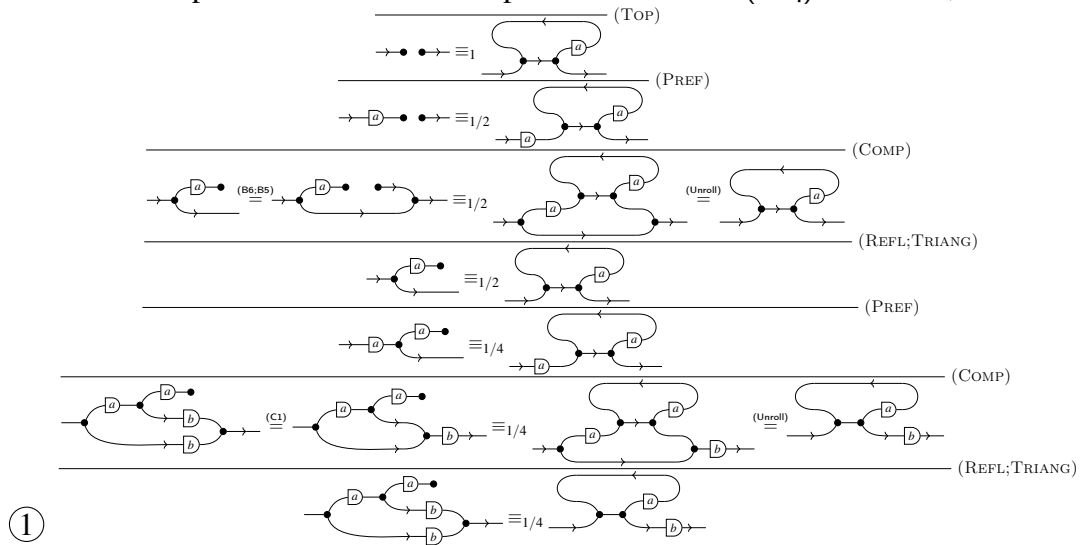 (TOP)
≡1 a
(PREF)
a ≡1/2 a a
(COMP)
a (B6;B5) = a ≡1/2 a a (Unroll) = a
(REFL;TRIANG)
a ≡1/2 a
(PREF)
a a ≡1/4 a a
(COMP)
a a b b (C1) = a a b ≡1/4 a a b (Unroll) = a b
(REFL;TRIANG)
a a b b ≡1/4 a b
①